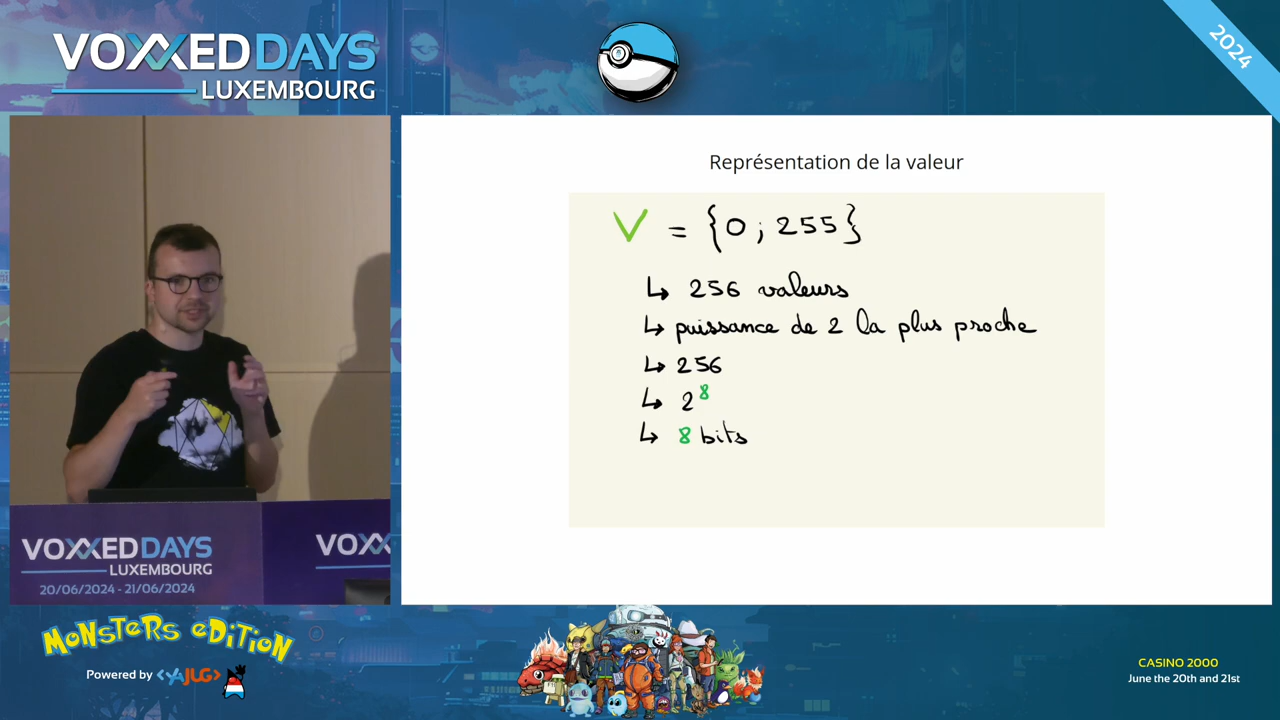 VOXXED DAYS
LUXEMBOURG
2024
Représentation de la valeur
V = {0 ; 255}
↳ 256 valeurs
↳ puissance de 2 la plus proche
↳ 256
↳ 2⁸
↳ 8 bits
VOXXED DAYS
LUXEMBOURG
20/06/2024 - 21/06/2024
VOXX
MONSTERS EDITION
Powered by <YAJUG>
CASINO 2000
June the 20th and 21st